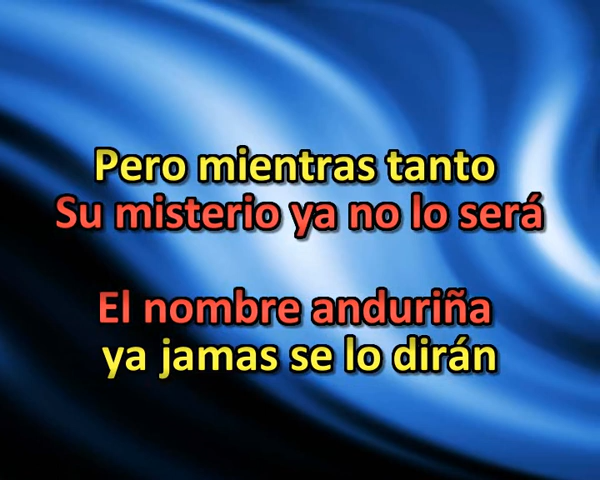 Pero mientras tanto
Su misterio ya no lo será
El nombre anduriña
ya jamas se lo dirán